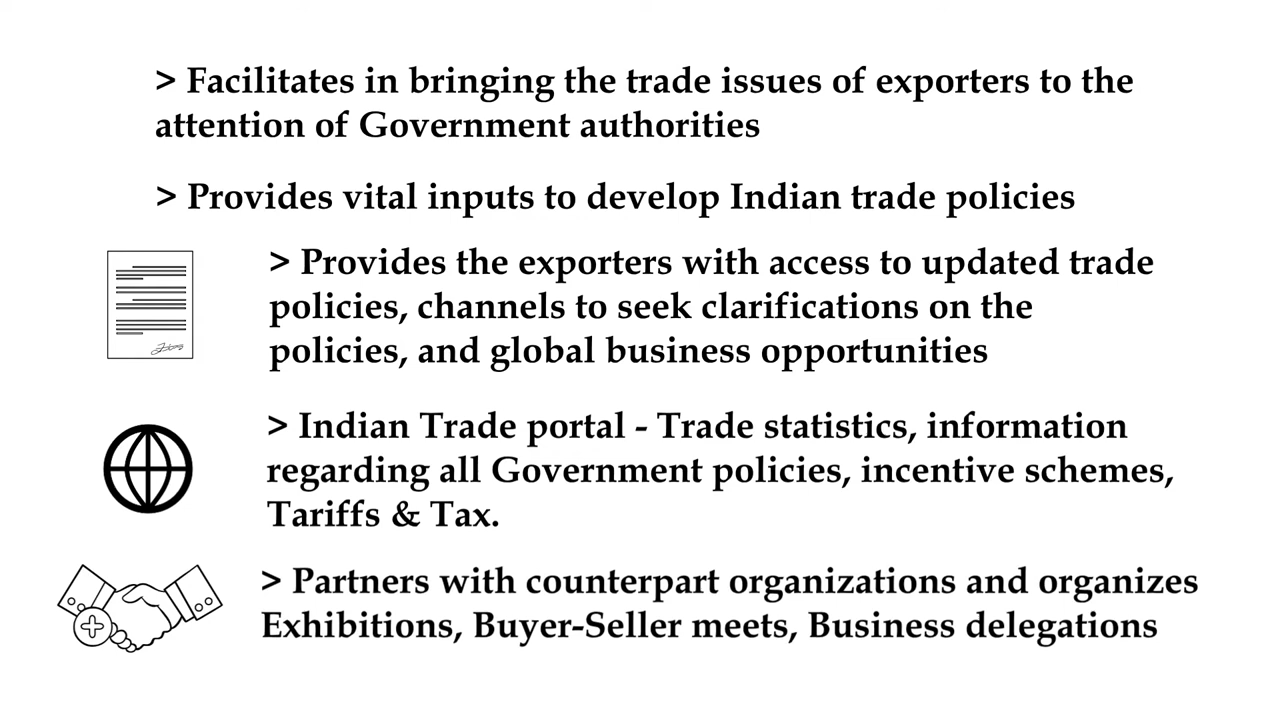 > Facilitates in bringing the trade issues of exporters to the
attention of Government authorities
> Provides vital inputs to develop Indian trade policies
> Provides the exporters with access to updated trade
policies, channels to seek clarifications on the
policies, and global business opportunities
> Indian Trade portal - Trade statistics, information
regarding all Government policies, incentive schemes,
Tariffs & Tax.
> Partners with counterpart organizations and organizes
Exhibitions, Buyer-Seller meets, Business delegations